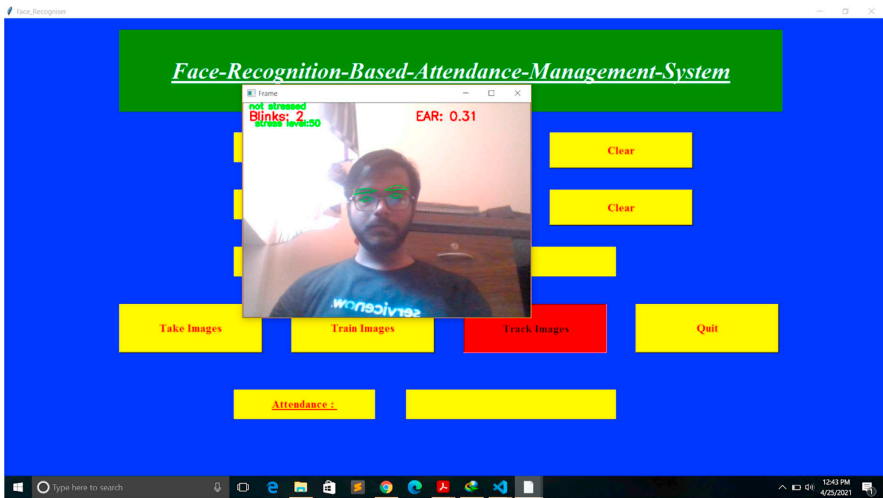 Face_Recogniser
Face-Recognition-Based-Attendance-Management-System
Frame
not stressed
Blinks: 2
EAR: 0.31
stress level:50
Clear
Clear
servicenow.
Take Images
Train Images
Track Images
Quit
Attendance :
Type here to search
12:43 PM
4/25/2021